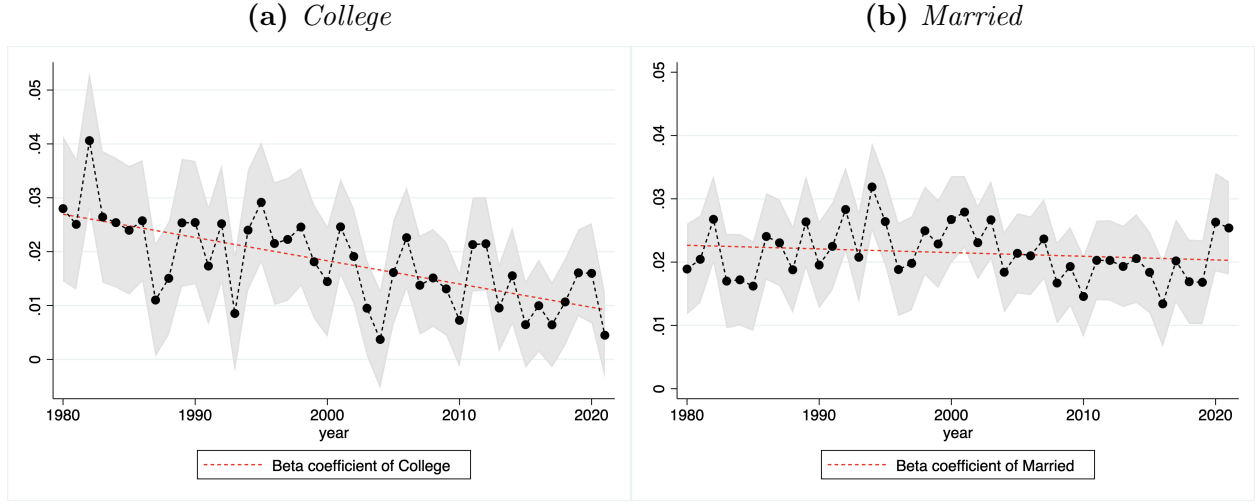 (a) College
.05
.04
.03
.02
.01
0
1980 1990 2000 2010 2020
year
Beta coefficient of College
(b) Married
.05
.04
.03
.02
.01
0
1980 1990 2000 2010 2020
year
Beta coefficient of Married